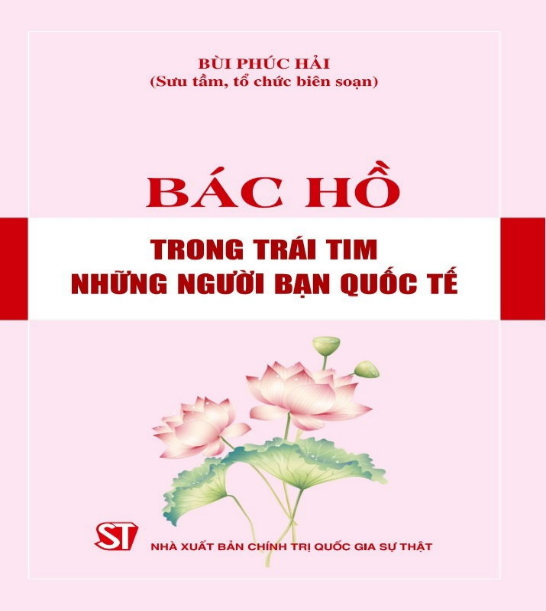 BÙI PHÚC HẢI
(Sưu tầm, tổ chức biên soạn)
BÁC HỒ
TRONG TRÁI TIM
NHỮNG NGƯỜI BẠN QUỐC TẾ
ST
NHÀ XUẤT BẢN CHÍNH TRỊ QUỐC GIA SỰ THẬT